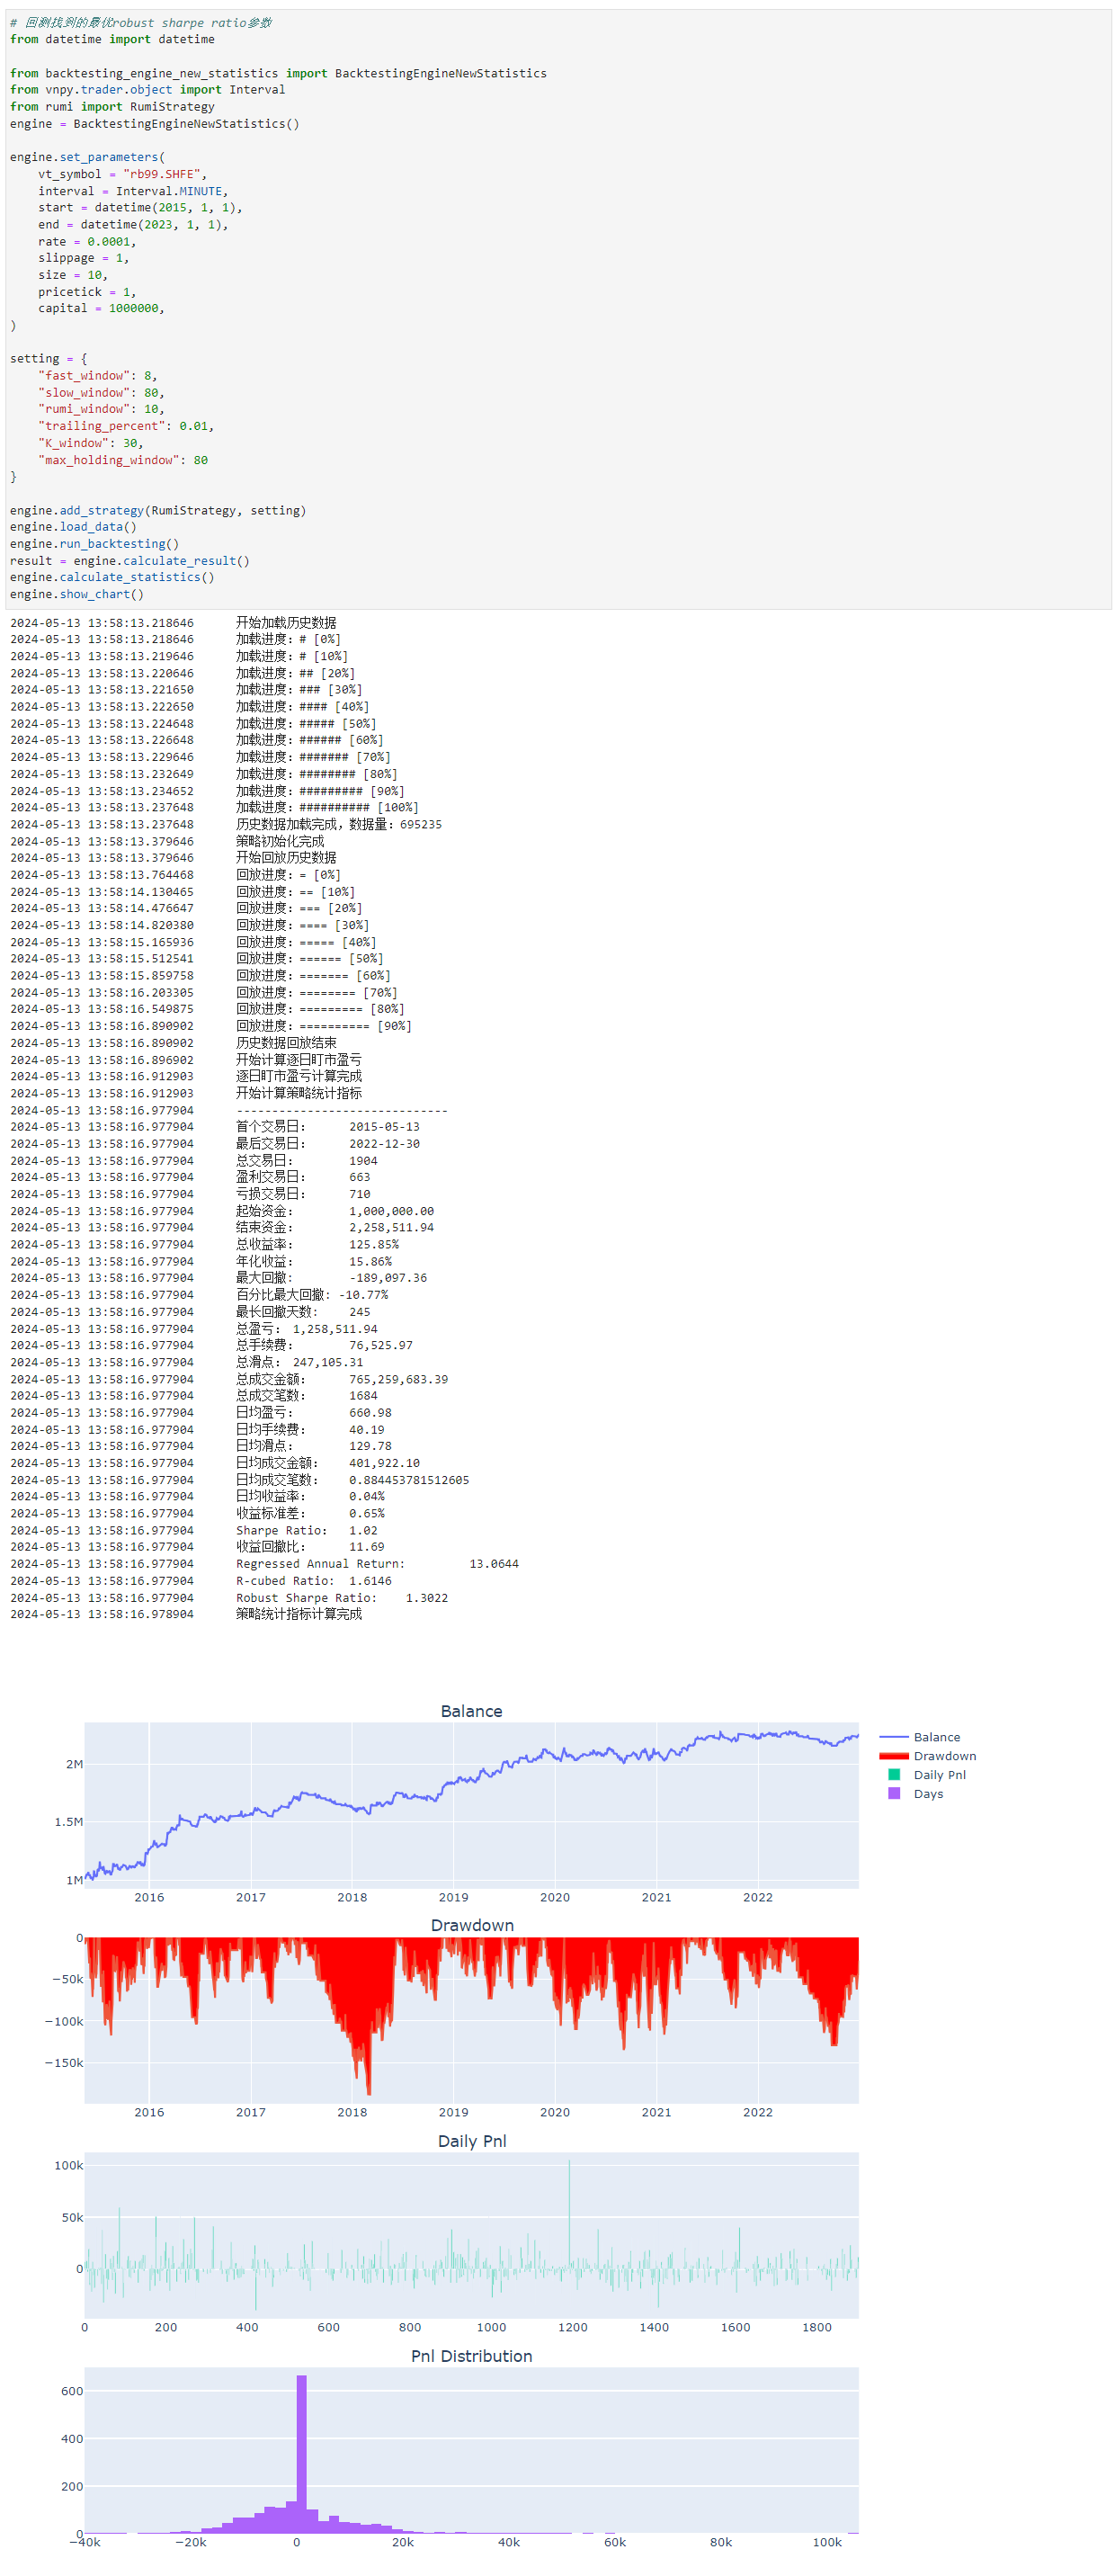 # 回测找到的最优robust sharpe ratio参数
from datetime import datetime
from backtesting_engine_new_statistics import BacktestingEngineNewStatistics
from vnpy.trader.object import Interval
from rumi import RumiStrategy
engine = BacktestingEngineNewStatistics()
engine.set_parameters(
    vt_symbol = "rb99.SHFE",
    interval = Interval.MINUTE,
    start = datetime(2015, 1, 1),
    end = datetime(2023, 1, 1),
    rate = 0.0001,
    slippage = 1,
    size = 10,
    pricetick = 1,
    capital = 1000000,
)
setting = {
    "fast_window": 8,
    "slow_window": 80,
    "rumi_window": 10,
    "trailing_percent": 0.01,
    "K_window": 30,
    "max_holding_window": 80
}
engine.add_strategy(RumiStrategy, setting)
engine.load_data()
engine.run_backtesting()
result = engine.calculate_result()
engine.calculate_statistics()
engine.show_chart()
2024-05-13 13:58:13.218646 开始加载历史数据
2024-05-13 13:58:13.218646 加载进度：# [0%]
2024-05-13 13:58:13.219646 加载进度：# [10%]
2024-05-13 13:58:13.220646 加载进度：## [20%]
2024-05-13 13:58:13.221650 加载进度：### [30%]
2024-05-13 13:58:13.222650 加载进度：#### [40%]
2024-05-13 13:58:13.224648 加载进度：##### [50%]
2024-05-13 13:58:13.226648 加载进度：###### [60%]
2024-05-13 13:58:13.229646 加载进度：####### [70%]
2024-05-13 13:58:13.232649 加载进度：######## [80%]
2024-05-13 13:58:13.234652 加载进度：######### [90%]
2024-05-13 13:58:13.237648 加载进度：########## [100%]
2024-05-13 13:58:13.237648 历史数据加载完成，数据量：695235
2024-05-13 13:58:13.379646 策略初始化完成
2024-05-13 13:58:13.379646 开始回放历史数据
2024-05-13 13:58:13.764468 回放进度：= [0%]
2024-05-13 13:58:14.130465 回放进度：== [10%]
2024-05-13 13:58:14.476647 回放进度：=== [20%]
2024-05-13 13:58:14.820380 回放进度：==== [30%]
2024-05-13 13:58:15.165936 回放进度：===== [40%]
2024-05-13 13:58:15.512541 回放进度：====== [50%]
2024-05-13 13:58:15.859758 回放进度：======= [60%]
2024-05-13 13:58:16.203305 回放进度：======== [70%]
2024-05-13 13:58:16.549875 回放进度：========= [80%]
2024-05-13 13:58:16.890902 回放进度：========== [90%]
2024-05-13 13:58:16.890902 历史数据回放结束
2024-05-13 13:58:16.896902 开始计算逐日盯市盈亏
2024-05-13 13:58:16.912903 逐日盯市盈亏计算完成
2024-05-13 13:58:16.912903 开始计算策略统计指标
2024-05-13 13:58:16.977904 ------------------------------
2024-05-13 13:58:16.977904 首个交易日： 2015-05-13
2024-05-13 13:58:16.977904 最后交易日： 2022-12-30
2024-05-13 13:58:16.977904 总交易日： 1904
2024-05-13 13:58:16.977904 盈利交易日： 663
2024-05-13 13:58:16.977904 亏损交易日： 710
2024-05-13 13:58:16.977904 起始资金： 1,000,000.00
2024-05-13 13:58:16.977904 结束资金： 2,258,511.94
2024-05-13 13:58:16.977904 总收益率： 125.85%
2024-05-13 13:58:16.977904 年化收益： 15.86%
2024-05-13 13:58:16.977904 最大回撤: -189,097.36
2024-05-13 13:58:16.977904 百分比最大回撤: -10.77%
2024-05-13 13:58:16.977904 最长回撤天数: 245
2024-05-13 13:58:16.977904 总盈亏： 1,258,511.94
2024-05-13 13:58:16.977904 总手续费： 76,525.97
2024-05-13 13:58:16.977904 总滑点： 247,105.31
2024-05-13 13:58:16.977904 总成交金额： 765,259,683.39
2024-05-13 13:58:16.977904 总成交笔数： 1684
2024-05-13 13:58:16.977904 日均盈亏： 660.98
2024-05-13 13:58:16.977904 日均手续费： 40.19
2024-05-13 13:58:16.977904 日均滑点： 129.78
2024-05-13 13:58:16.977904 日均成交金额： 401,922.10
2024-05-13 13:58:16.977904 日均成交笔数： 0.884453781512605
2024-05-13 13:58:16.977904 日均收益率： 0.04%
2024-05-13 13:58:16.977904 收益标准差： 0.65%
2024-05-13 13:58:16.977904 Sharpe Ratio： 1.02
2024-05-13 13:58:16.977904 收益回撤比： 11.69
2024-05-13 13:58:16.977904 Regressed Annual Return: 13.0644
2024-05-13 13:58:16.977904 R-cubed Ratio: 1.6146
2024-05-13 13:58:16.977904 Robust Sharpe Ratio: 1.3022
2024-05-13 13:58:16.978904 策略统计指标计算完成
Balance
2M
1.5M
1M
2016 2017 2018 2019 2020 2021 2022
Balance
Drawdown
Daily Pnl
Days
Drawdown
0
−50k
−100k
−150k
2016 2017 2018 2019 2020 2021 2022
Daily Pnl
100k
50k
0
0 200 400 600 800 1000 1200 1400 1600 1800
Pnl Distribution
600
400
200
0
−40k −20k 0 20k 40k 60k 80k 100k